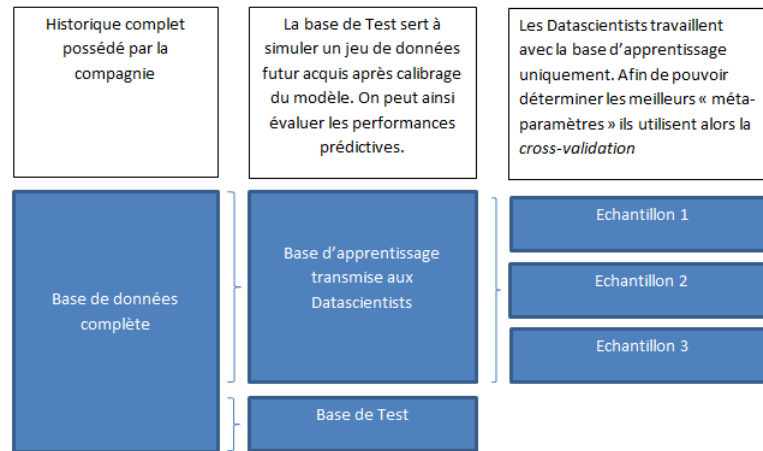 Historique complet
possédé par la
compagnie
La base de Test sert à
simuler un jeu de données
futur acquis après calibrage
du modèle. On peut ainsi
évaluer les performances
prédictives.
Les Datascientists travaillent
avec la base d'apprentissage
uniquement. Afin de pouvoir
déterminer les meilleurs « méta-
paramètres » ils utilisent alors la
cross-validation
Base de données
complète
Base d'apprentissage
transmise aux
Datascientists
Base de Test
Echantillon 1
Echantillon 2
Echantillon 3